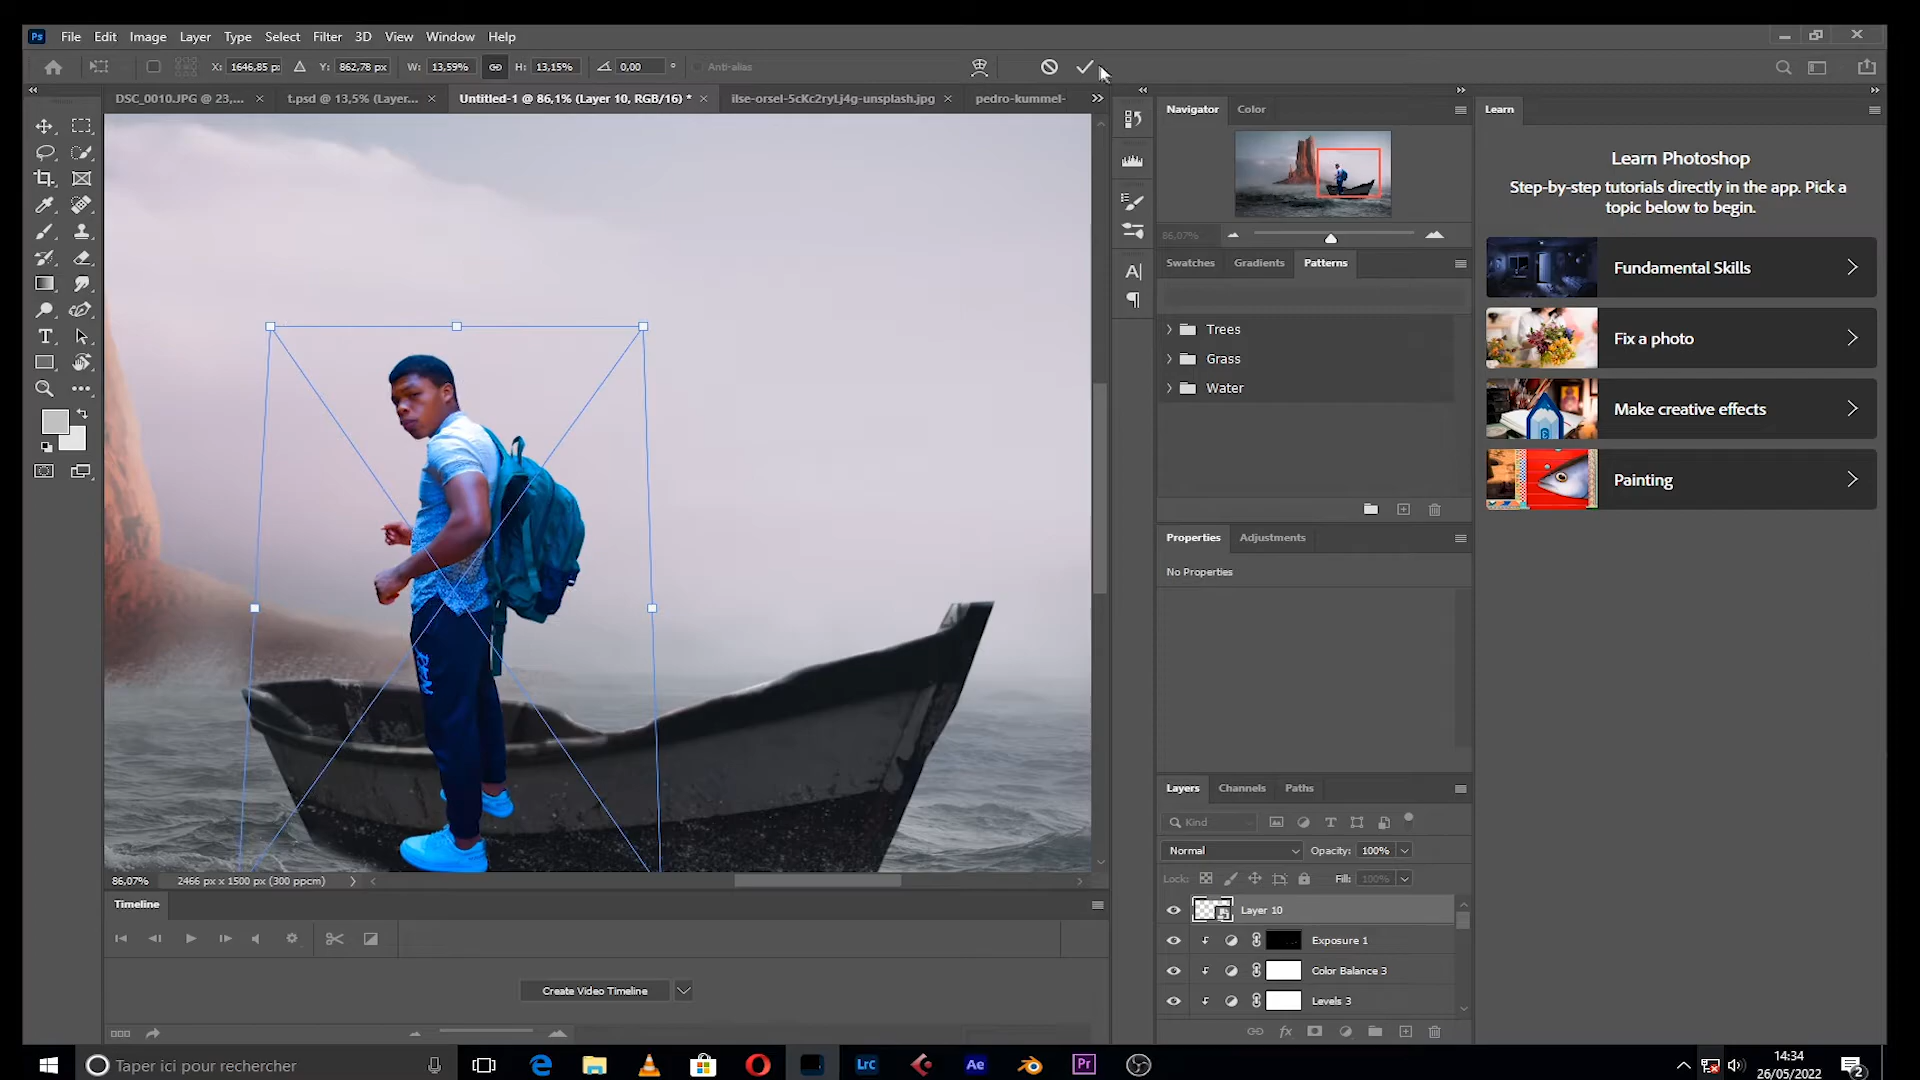 Ps File Edit Image Layer Type Select Filter 3D View Window Help
X: 1646,85 px Y: 862,78 px W: 13,59% H: 13,15% 0,00 ° Anti-alias
DSC_0010.JPG @ 23,... × t.psd @ 13,5% (Layer... × Untitled-1 @ 86,1% (Layer 10, RGB/16) * × ilse-orsel-5cKc2ryLj4g-unsplash.jpg × pedro-kummel-
Navigator Color
86,07%
Swatches Gradients Patterns
Trees
Grass
Water
Properties Adjustments
No Properties
Layers Channels Paths
Kind
Normal Opacity: 100%
Lock: Fill: 100%
Layer 10
Exposure 1
Color Balance 3
Levels 3
Learn
Learn Photoshop
Step-by-step tutorials directly in the app. Pick a
topic below to begin.
Fundamental Skills
Fix a photo
Make creative effects
Painting
86,07% 2466 px x 1500 px (300 ppcm)
Timeline
Create Video Timeline
Taper ici pour rechercher
Lrc Ae Pr
14:34
26/05/2022
2